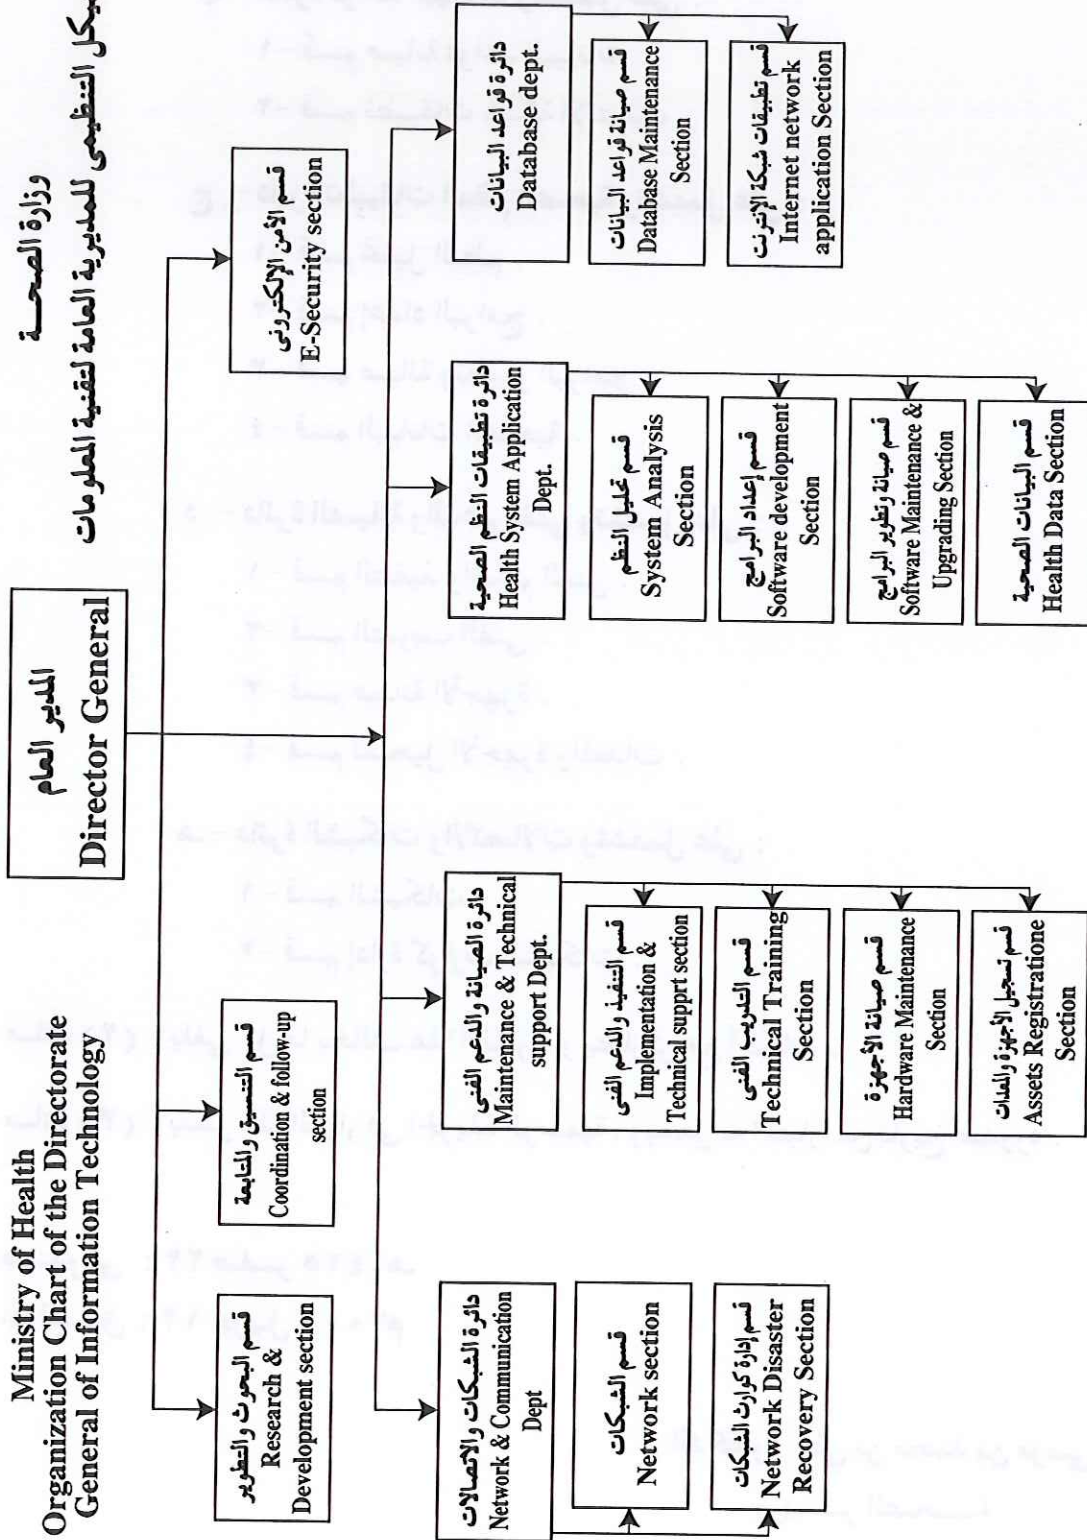 وزارة الصحـــة
الهيكل التنظيمى للمديرية العامة لتقنية المعلومات
Ministry of Health
Organization Chart of the Directorate
General of Information Technology
المدير العام
Director General
قسم البحوث والتطوير
Research &
Development section
قسم التنسيق والمتابعة
Coordination & follow-up
section
قسم الأمن الإلكترونى
E-Security section
دائرة الشبكات والاتصالات
Network & Communication
Dept
قسم الشبكات
Network section
قسم إدارة كوارث الشبكات
Network Disaster
Recovery Section
دائرة الصيانة والدعم الفنى
Maintenance & Technical
support Dept.
قسم التنفيذ والدعم الفنى
Implementation &
Technical supprt section
قسم التدريب الفنى
Technical Training
Section
قسم صيانة الأجهزة
Hardware Maintenance
Section
قسم تسجيل الأجهزة والمعدات
Assets Registratione
Section
دائرة تطبيقات النظم الصحية
Health System Application
Dept.
قسم تحليل النظم
System Analysis
Section
قسم إعداد البرامج
Software development
Section
قسم صيانة وتطوير البرامج
Software Maintenance &
Upgrading Section
قسم البيانات الصحية
Health Data Section
دائرة قواعد البيانات
Database dept.
قسم صيانة قواعد البيانات
Database Maintenance
Section
قسم تطبيقات شبكة الإنترنت
Internet network
application Section